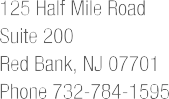 125 Half Mile Road
Suite 200
Red Bank, NJ 07701
Phone 732-784-1595